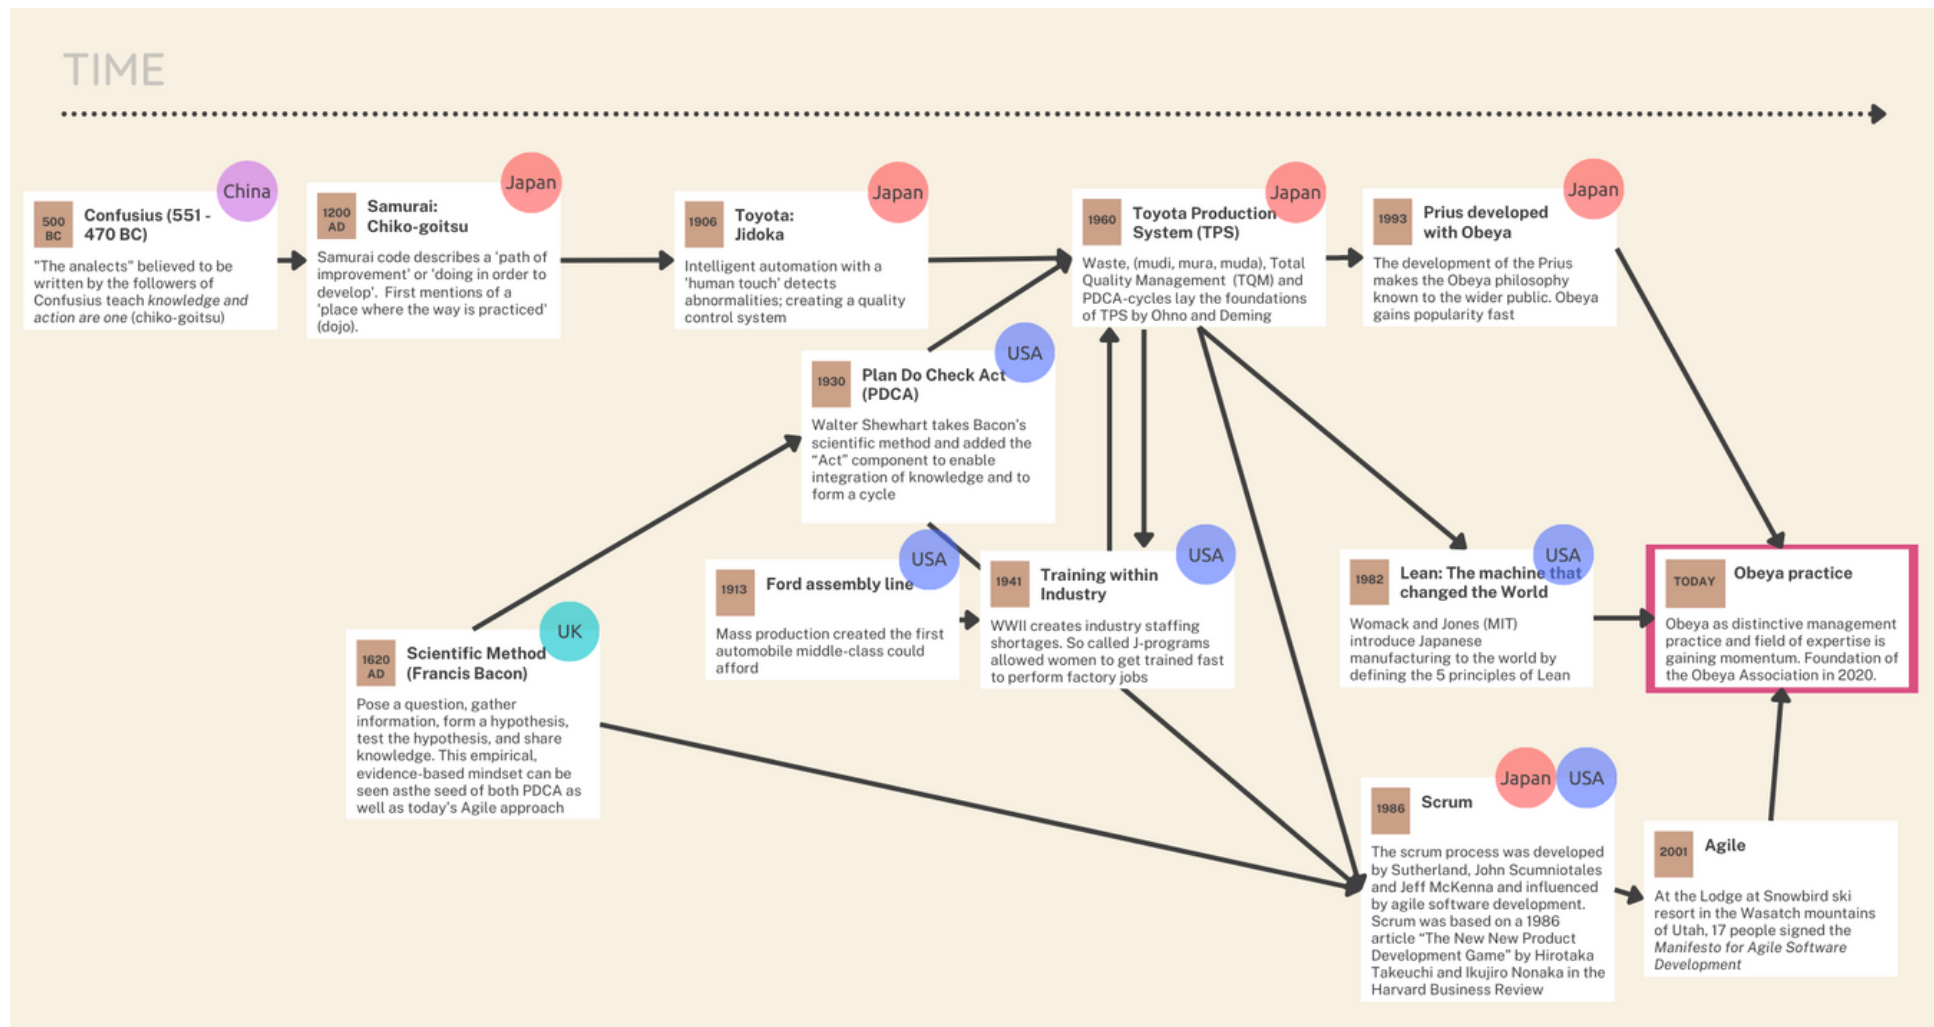 TIME
China
500
BC
Confusius (551 -
470 BC)
"The analects" believed to be
written by the followers of
Confusius teach knowledge and
action are one (chiko-goitsu)
Japan
1200
AD
Samurai:
Chiko-goitsu
Samurai code describes a 'path of
improvement' or 'doing in order to
develop'. First mentions of a
'place where the way is practiced'
(dojo).
Japan
1906
Toyota:
Jidoka
Intelligent automation with a
'human touch' detects
abnormalities; creating a quality
control system
Japan
1960
Toyota Production
System (TPS)
Waste, (mudi, mura, muda), Total
Quality Management (TQM) and
PDCA-cycles lay the foundations
of TPS by Ohno and Deming
Japan
1993
Prius developed
with Obeya
The development of the Prius
makes the Obeya philosophy
known to the wider public. Obeya
gains popularity fast
USA
1930
Plan Do Check Act
(PDCA)
Walter Shewhart takes Bacon's
scientific method and added the
“Act” component to enable
integration of knowledge and to
form a cycle
USA
1913
Ford assembly line
Mass production created the first
automobile middle-class could
afford
USA
1941
Training within
Industry
WWII creates industry staffing
shortages. So called J-programs
allowed women to get trained fast
to perform factory jobs
USA
1982
Lean: The machine that
changed the World
Womack and Jones (MIT)
introduce Japanese
manufacturing to the world by
defining the 5 principles of Lean
TODAY
Obeya practice
Obeya as distinctive management
practice and field of expertise is
gaining momentum. Foundation of
the Obeya Association in 2020.
UK
1620
AD
Scientific Method
(Francis Bacon)
Pose a question, gather
information, form a hypothesis,
test the hypothesis, and share
knowledge. This empirical,
evidence-based mindset can be
seen asthe seed of both PDCA as
well as today's Agile approach
Japan
USA
1986
Scrum
The scrum process was developed
by Sutherland, John Scumniotales
and Jeff McKenna and influenced
by agile software development.
Scrum was based on a 1986
article “The New New Product
Development Game” by Hirotaka
Takeuchi and Ikujiro Nonaka in the
Harvard Business Review
2001
Agile
At the Lodge at Snowbird ski
resort in the Wasatch mountains
of Utah, 17 people signed the
Manifesto for Agile Software
Development